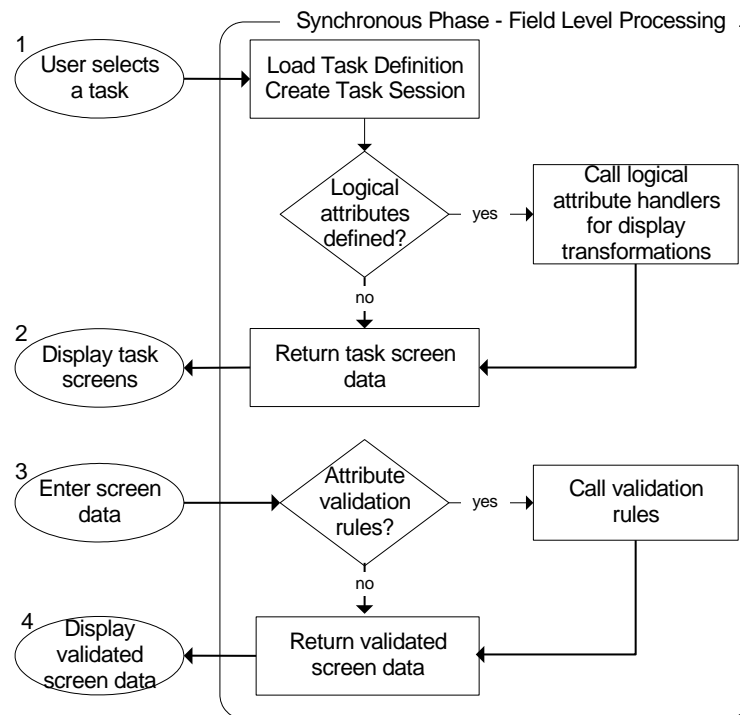 Synchronous Phase - Field Level Processing
1
User selects
a task
Load Task Definition
Create Task Session
Logical
attributes
defined?
yes
Call logical
attribute handlers
for display
transformations
no
2
Display task
screens
Return task screen
data
3
Enter screen
data
Attribute
validation
rules?
yes
Call validation
rules
no
4
Display
validated
screen data
Return validated
screen data